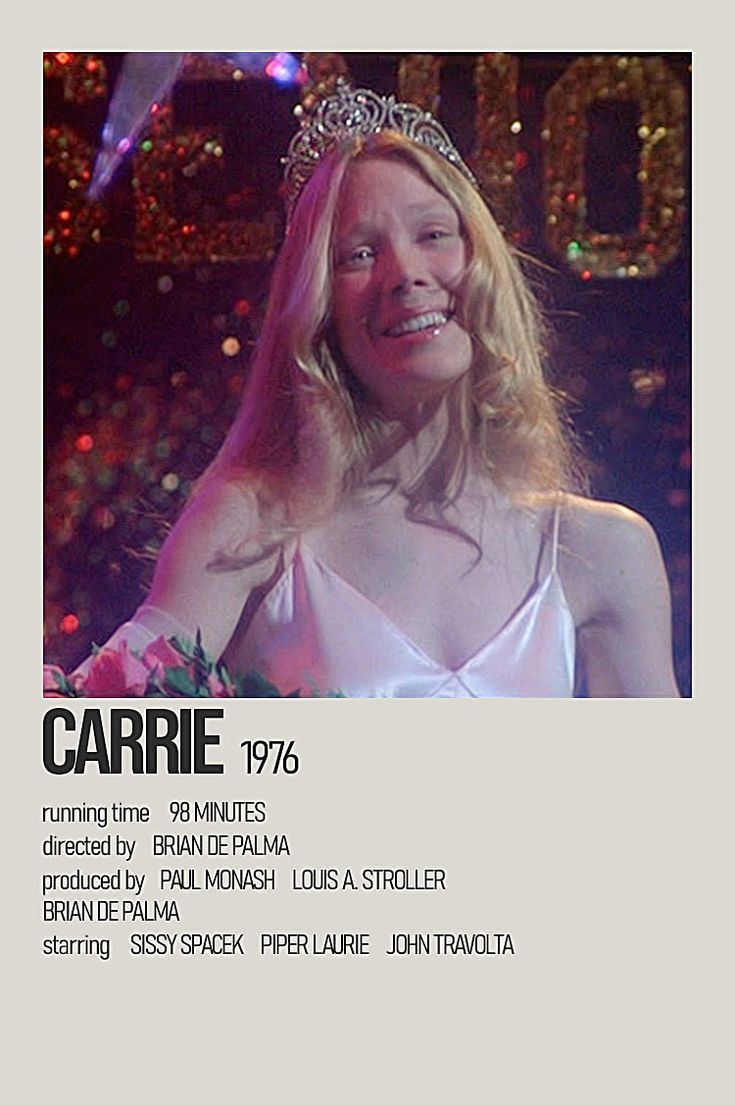 CARRIE 1976
running time 98 MINUTES
directed by BRIAN DE PALMA
produced by PAUL MONASH LOUIS A. STROLLER
BRIAN DE PALMA
starring SISSY SPACEK PIPER LAURIE JOHN TRAVOLTA